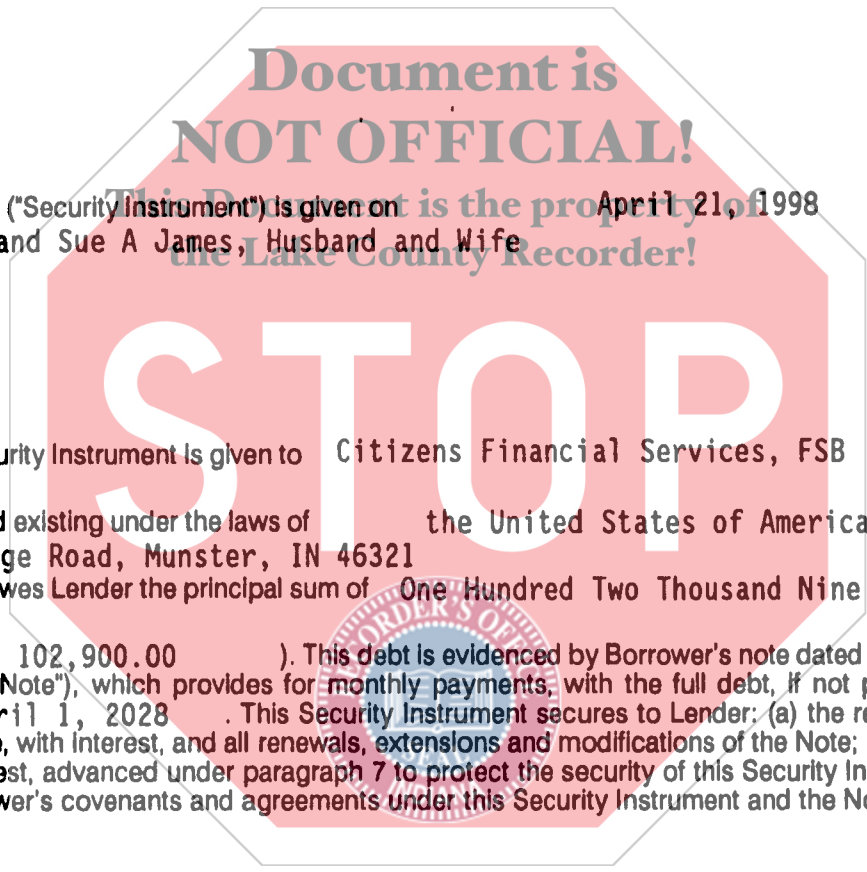 Document is
NOT OFFICIAL!
This Document is the property of
the Lake County Recorder!
("Security Instrument") is given on April 21, 1998
and Sue A James, Husband and Wife
STOP
urity Instrument is given to Citizens Financial Services, FSB
existing under the laws of the United States of America
ge Road, Munster, IN 46321
wes Lender the principal sum of One Hundred Two Thousand Nine
102,900.00 ). This debt is evidenced by Borrower's note dated
Note"), which provides for monthly payments, with the full debt, if not
ril 1, 2028 . This Security Instrument secures to Lender: (a) the re
, with interest, and all renewals, extensions and modifications of the Note;
est, advanced under paragraph 7 to protect the security of this Security In
wer's covenants and agreements under this Security Instrument and the No
RECORDER'S OFFICE
SEAL
INDIANA